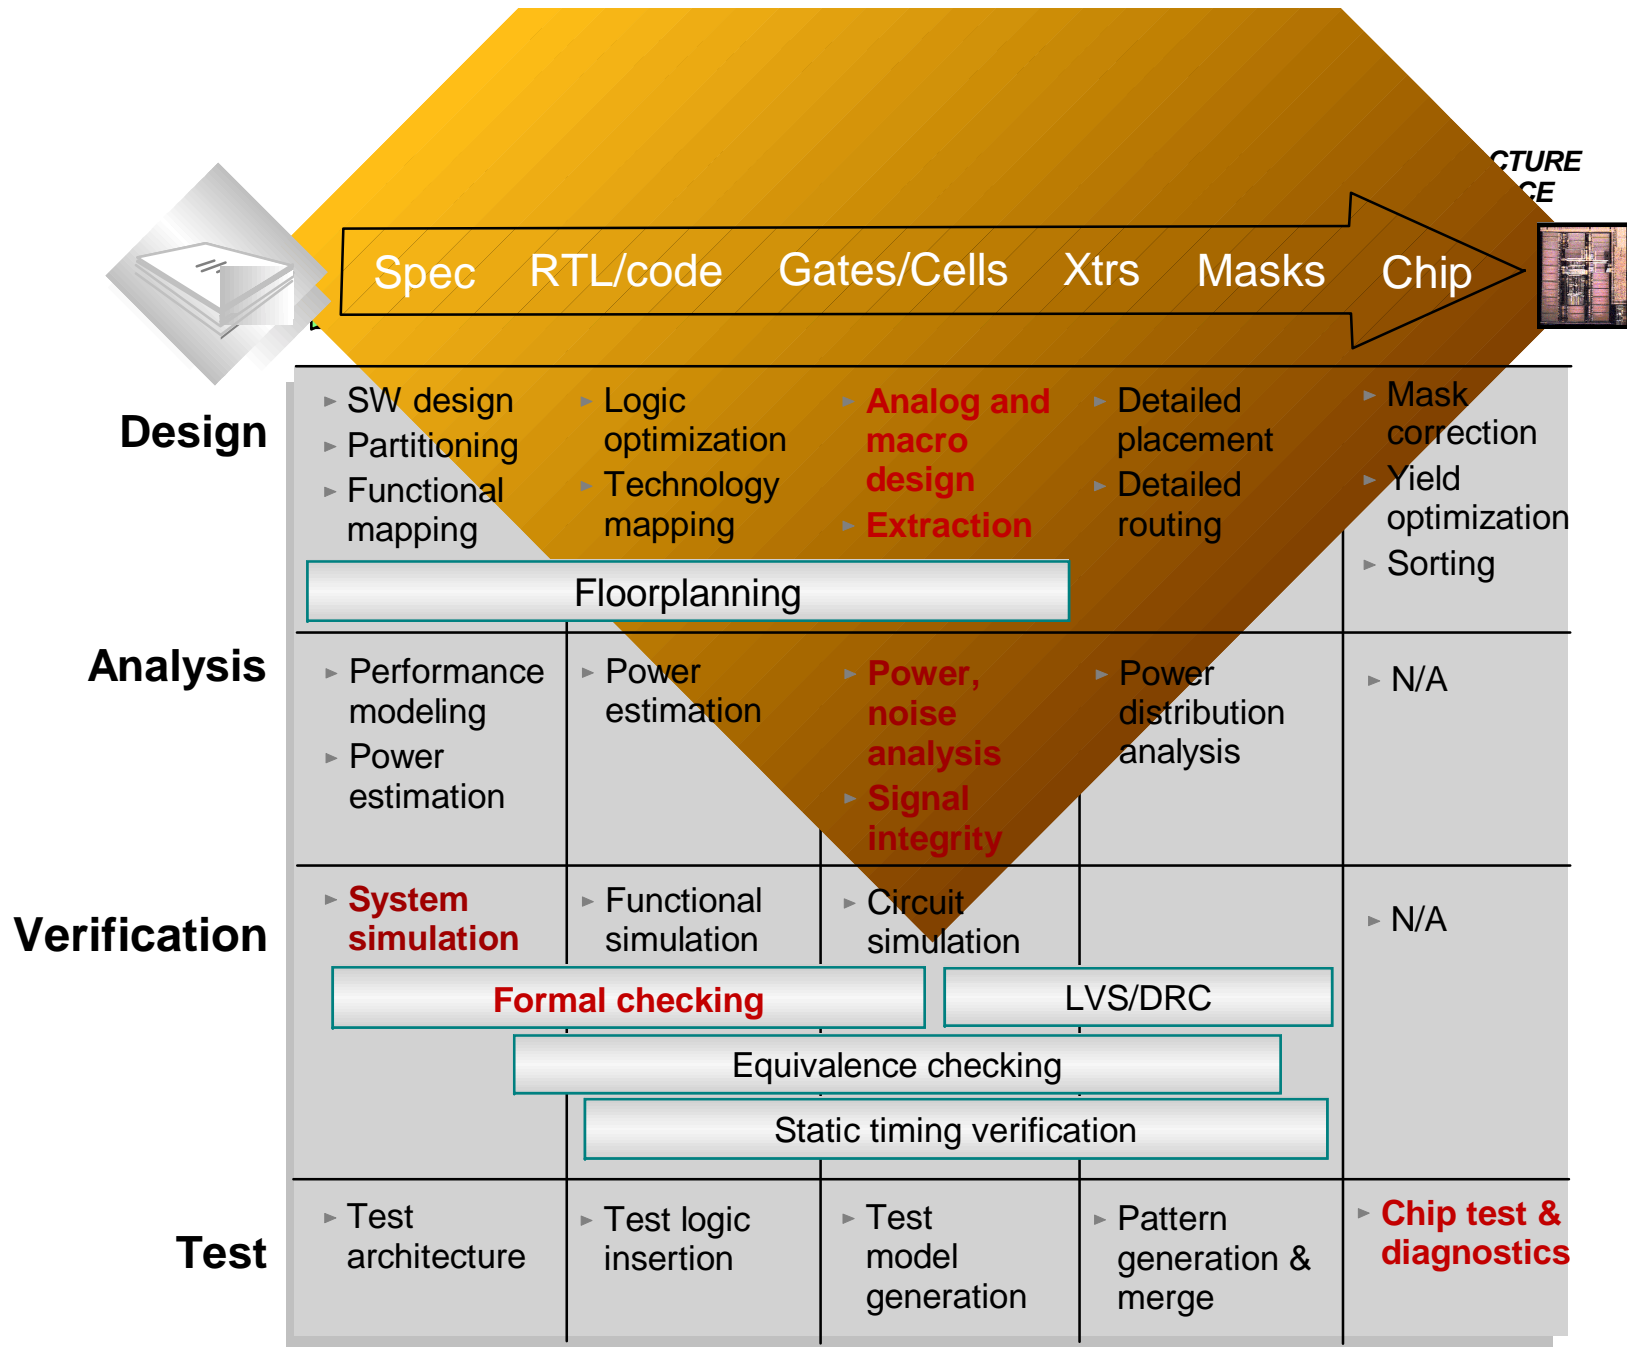 CTURE
CE
Spec RTL/code Gates/Cells Xtrs Masks Chip
Design
SW design
Partitioning
Functional
mapping
Logic
optimization
Technology
mapping
Analog and
macro
design
Extraction
Detailed
placement
Detailed
routing
Mask
correction
Yield
optimization
Sorting
Floorplanning
Analysis
Performance
modeling
Power
estimation
Power
estimation
Power,
noise
analysis
Signal
integrity
Power
distribution
analysis
N/A
Verification
System
simulation
Functional
simulation
Circuit
simulation
N/A
Formal checking
LVS/DRC
Equivalence checking
Static timing verification
Test
Test
architecture
Test logic
insertion
Test
model
generation
Pattern
generation &
merge
Chip test &
diagnostics